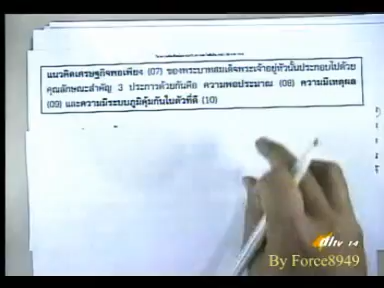 แนวคิดเศรษฐกิจพอเพียง (07) ของพระบาทสมเด็จพระเจ้าอยู่หัวนั้นประกอบไปด้วย
คุณลักษณะสำคัญ 3 ประการด้วยกันคือ ความพอประมาณ (08) ความมีเหตุผล
(09) และความมีระบบภูมิคุ้มกันในตัวที่ดี (10)
dltv 14
By Force8949